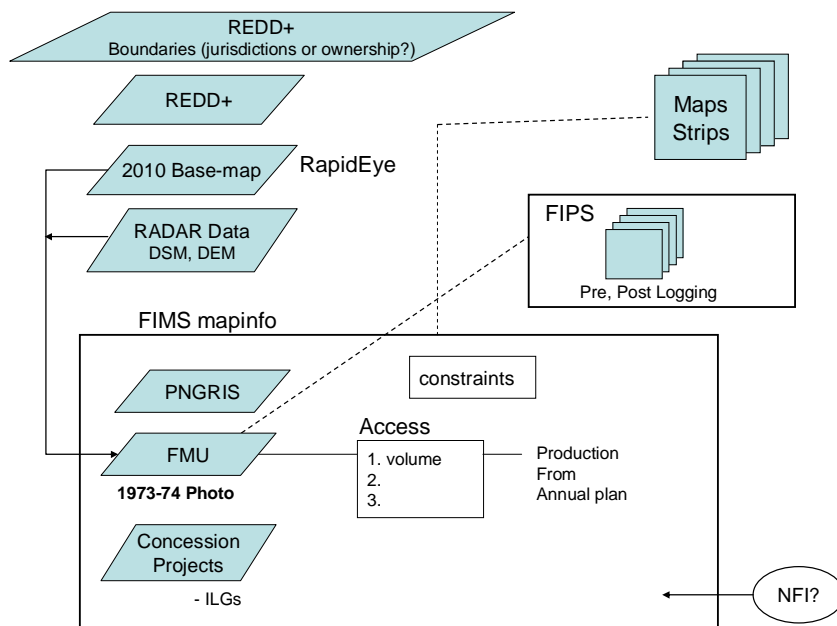 REDD+
Boundaries (jurisdictions or ownership?)
REDD+
Maps
Strips
2010 Base-map
RapidEye
RADAR Data
DSM, DEM
FIPS
Pre, Post Logging
FIMS mapinfo
constraints
PNGRIS
Access
FMU
1. volume
2.
3.
Production
From
Annual plan
1973-74 Photo
Concession
Projects
- ILGs
NFI?